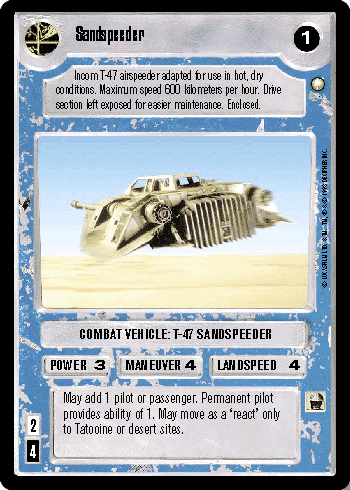 Sandspeeder
1
Incom T-47 airspeeder adapted for use in hot, dry
conditions. Maximum speed 600 kilometers per hour. Drive
section left exposed for easier maintenance. Enclosed.
COMBAT VEHICLE: T-47 SANDSPEEDER
POWER 3 MANEUVER 4 LANDSPEED 4
May add 1 pilot or passenger. Permanent pilot
provides ability of 1. May move as a 'react' only
to Tatooine or desert sites.
2
4